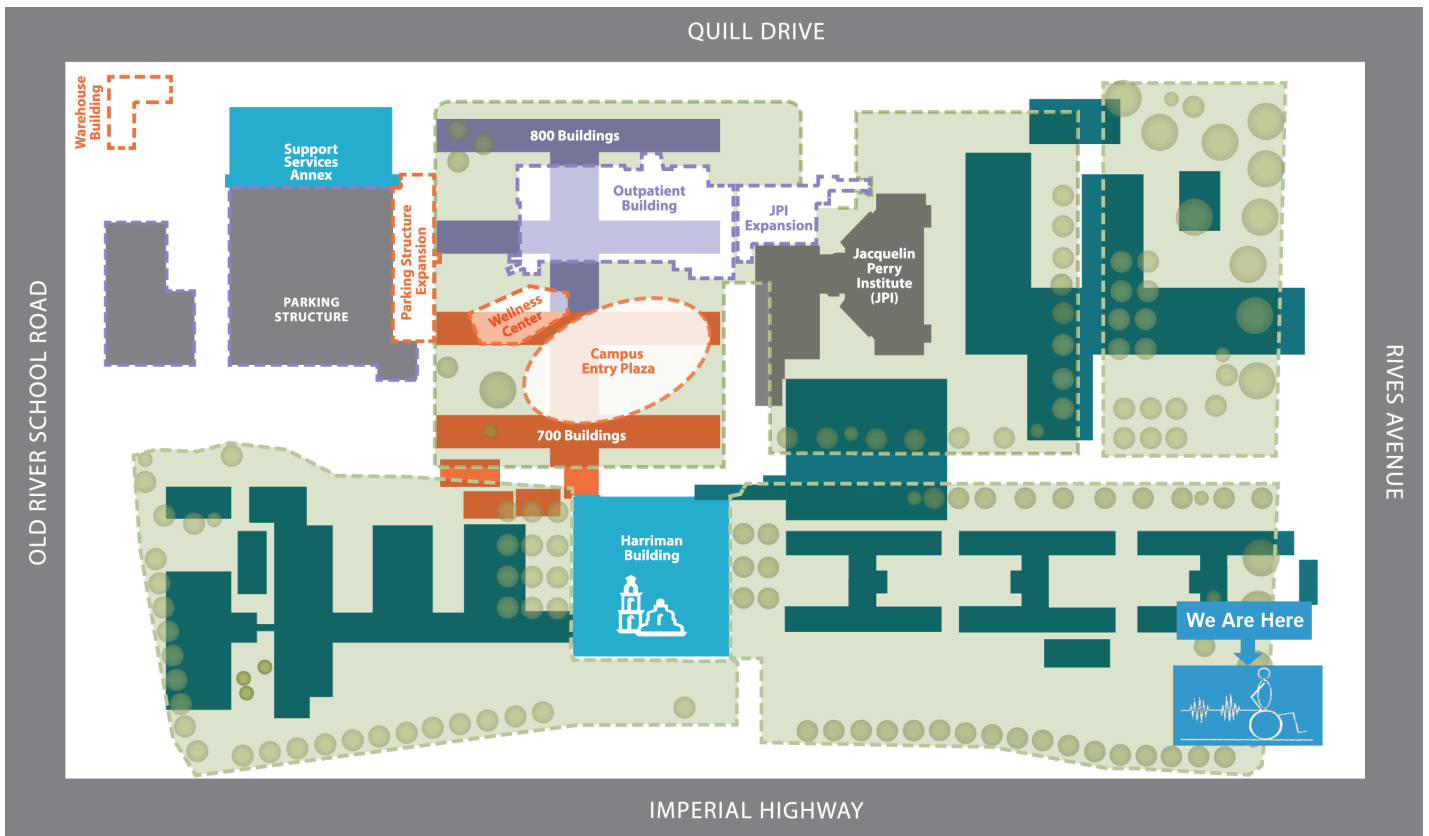 QUILL DRIVE
Warehouse
Building
Support
Services
Annex
800 Buildings
Outpatient
Building
JPI
Expansion
Parking Structure
Expansion
Jacquelin
Perry
Institute
(JPI)
PARKING
STRUCTURE
Wellness
Center
Campus
Entry Plaza
700 Buildings
OLD RIVER SCHOOL ROAD
RIVES AVENUE
Harriman
Building
We Are Here
IMPERIAL HIGHWAY